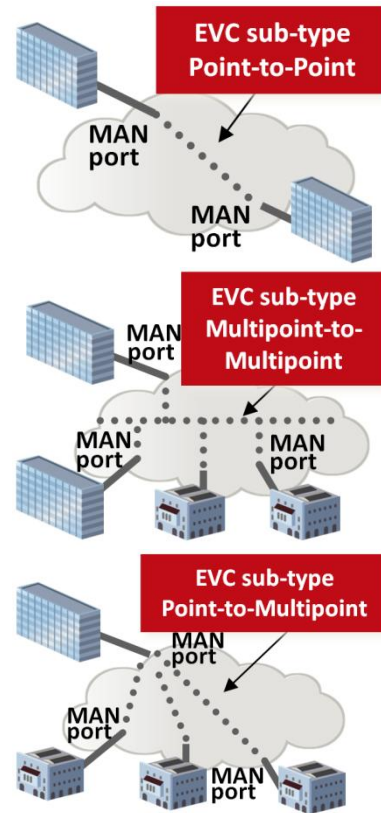 EVC sub-type
Point-to-Point
MAN
port
MAN
port
EVC sub-type
Multipoint-to-
Multipoint
MAN
port
MAN
port
MAN
port
EVC sub-type
Point-to-Multipoint
MAN
port
MAN
port
MAN
port